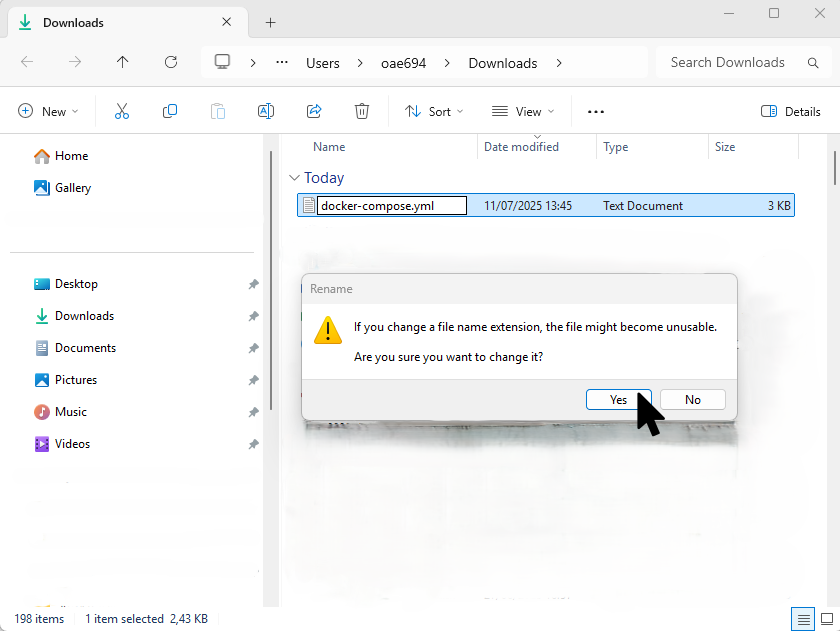 Downloads
... Users oae694 Downloads
Search Downloads
New Sort View ... Details
Home
Gallery
Desktop
Downloads
Documents
Pictures
Music
Videos
Name Date modified Type Size
Today
docker-compose.yml 11/07/2025 13:45 Text Document 3 KB
Rename
If you change a file name extension, the file might become unusable.
Are you sure you want to change it?
Yes No
198 items 1 item selected 2,43 KB